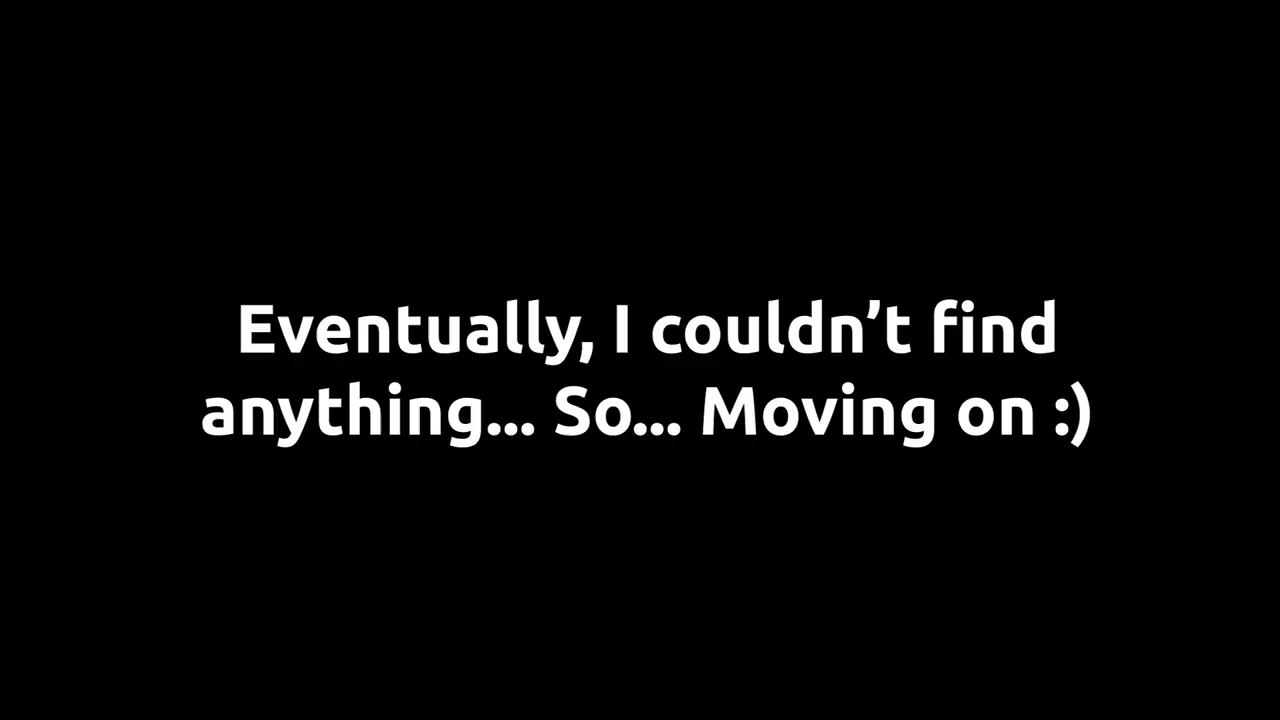 Eventually, I couldn’t find
anything... So... Moving on :)